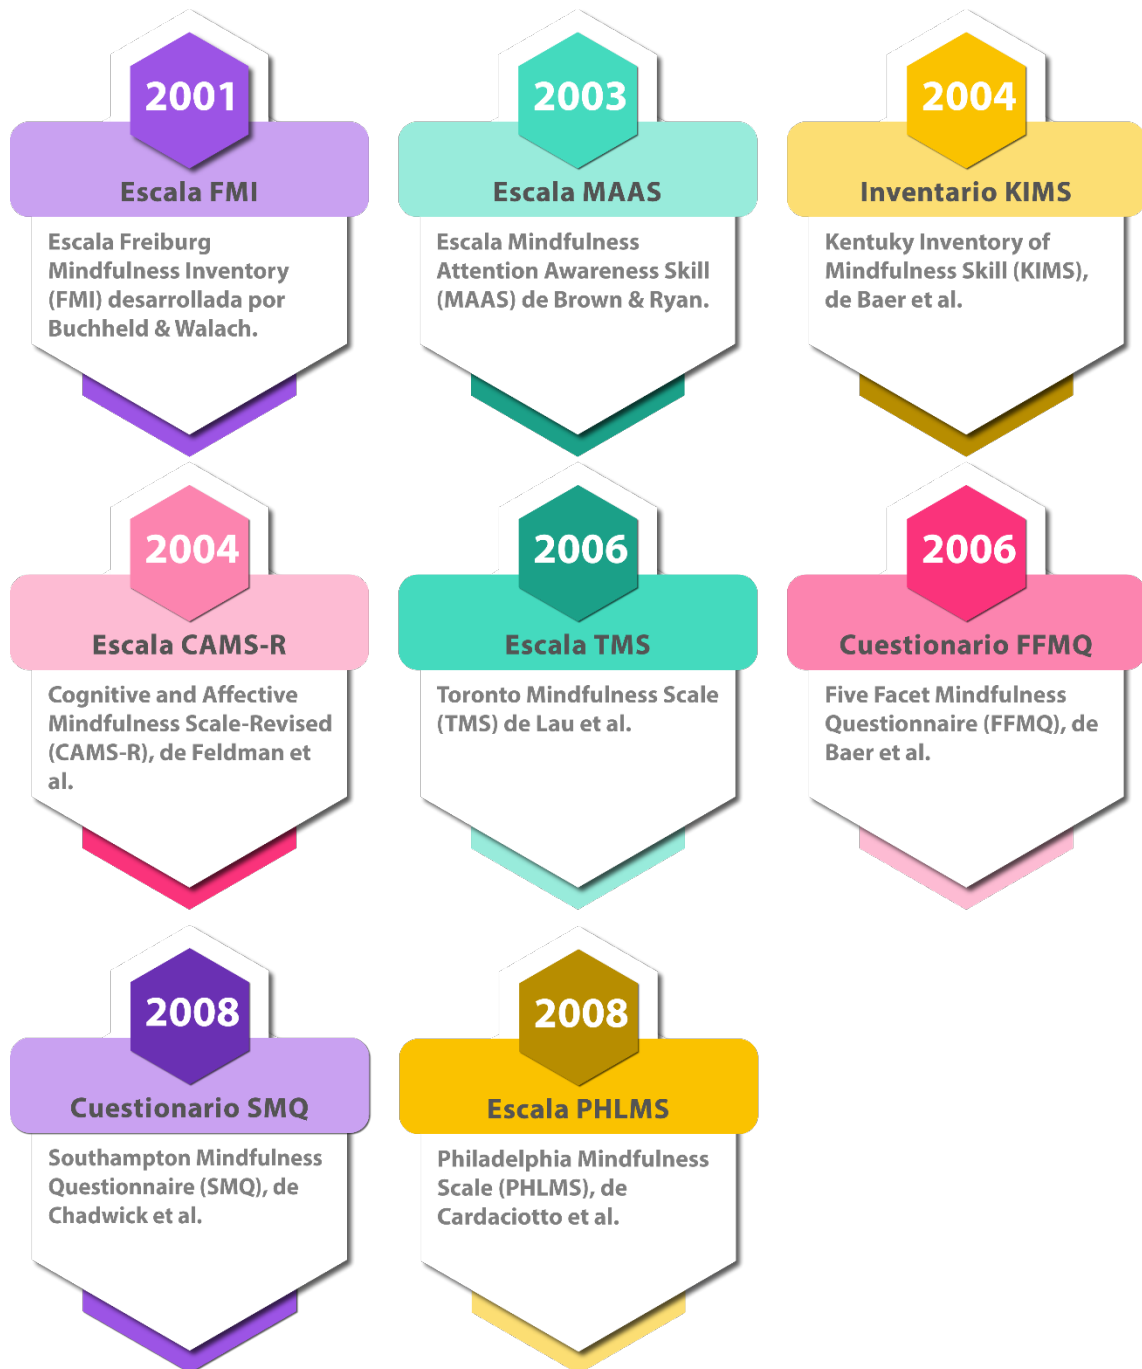 2001
Escala FMI
Escala Freiburg
Mindfulness Inventory
(FMI) desarrollada por
Buchheld & Walach.
2003
Escala MAAS
Escala Mindfulness
Attention Awareness Skill
(MAAS) de Brown & Ryan.
2004
Inventario KIMS
Kentuky Inventory of
Mindfulness Skill (KIMS),
de Baer et al.
2004
Escala CAMS-R
Cognitive and Affective
Mindfulness Scale-Revised
(CAMS-R), de Feldman et
al.
2006
Escala TMS
Toronto Mindfulness Scale
(TMS) de Lau et al.
2006
Cuestionario FFMQ
Five Facet Mindfulness
Questionnaire (FFMQ), de
Baer et al.
2008
Cuestionario SMQ
Southampton Mindfulness
Questionnaire (SMQ), de
Chadwick et al.
2008
Escala PHLMS
Philadelphia Mindfulness
Scale (PHLMS), de
Cardaciotto et al.